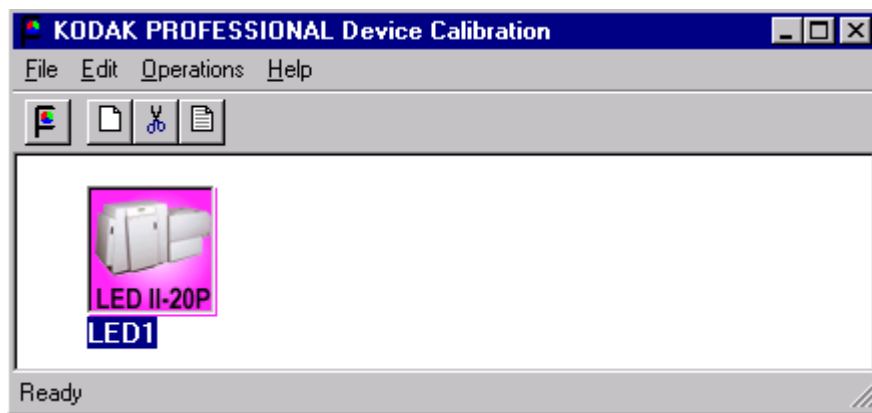 KODAK PROFESSIONAL Device Calibration
File Edit Operations Help
LED II-20P
LED1
Ready